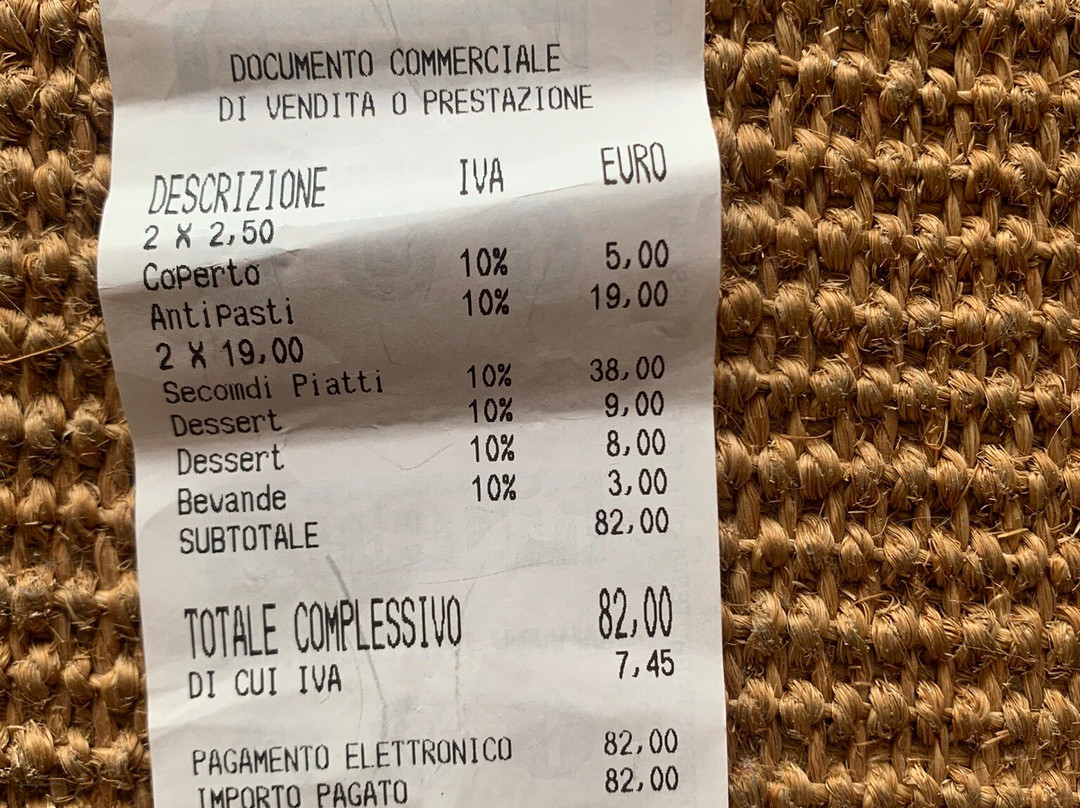 DOCUMENTO COMMERCIALE
DI VENDITA O PRESTAZIONE
DESCRIZIONE IVA EURO
2 X 2,50
Coperto 10% 5,00
AntiPasti 10% 19,00
2 X 19,00
Secomdi Piatti 10% 38,00
Dessert 10% 9,00
Dessert 10% 8,00
Bevande 10% 3,00
SUBTOTALE 82,00
TOTALE COMPLESSIVO 82,00
DI CUI IVA 7,45
PAGAMENTO ELETTRONICO 82,00
IMPORTO PAGATO 82,00